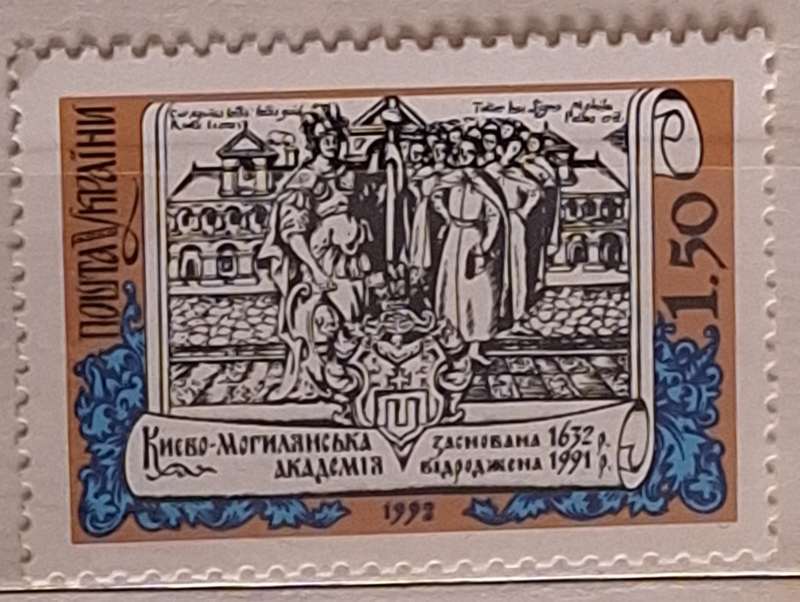 ПОШТА УКРАЇНИ
1.50
КИЄВО-МОГИЛЯНСЬКА
АКАДЕМІЯ
ЗАСНОВАНА 1632 р.
ВІДРОДЖЕНА 1991 р.
1992